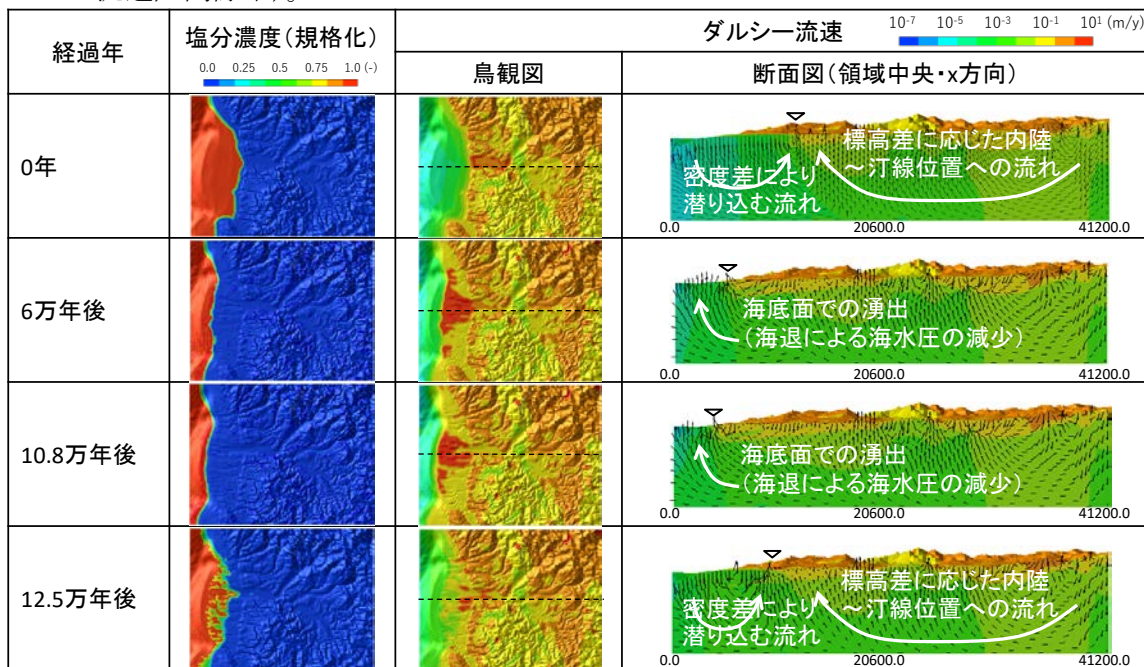 経過年
塩分濃度(規格化)
0.0 0.25 0.5 0.75 1.0 (-)
ダルシー流速
10-7 10-5 10-3 10-1 101 (m/y)
鳥観図
断面図(領域中央・x方向)
0年
密度差により
潜り込む流れ
標高差に応じた内陸
~汀線位置への流れ
0.0 20600.0 41200.0
6万年後
海底面での湧出
(海退による海水圧の減少)
0.0 20600.0 41200.0
10.8万年後
海底面での湧出
(海退による海水圧の減少)
0.0 20600.0 41200.0
12.5万年後
密度差により
潜り込む流れ
標高差に応じた内陸
~汀線位置への流れ
0.0 20600.0 41200.0